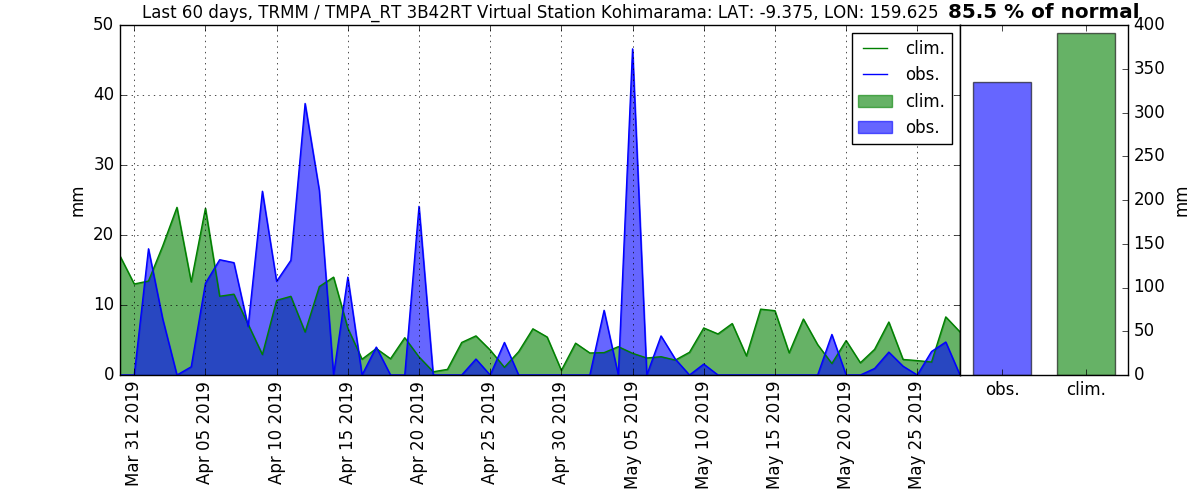 Last 60 days, TRMM / TMPA_RT 3B42RT Virtual Station Kohimarama: LAT: -9.375, LON: 159.625 85.5 % of normal
50
40
30
20
10
0
mm
clim.
obs.
clim.
obs.
400
350
300
250
200
150
100
50
0
mm
Mar 31 2019
Apr 05 2019
Apr 10 2019
Apr 15 2019
Apr 20 2019
Apr 25 2019
Apr 30 2019
May 05 2019
May 10 2019
May 15 2019
May 20 2019
May 25 2019
obs.
clim.